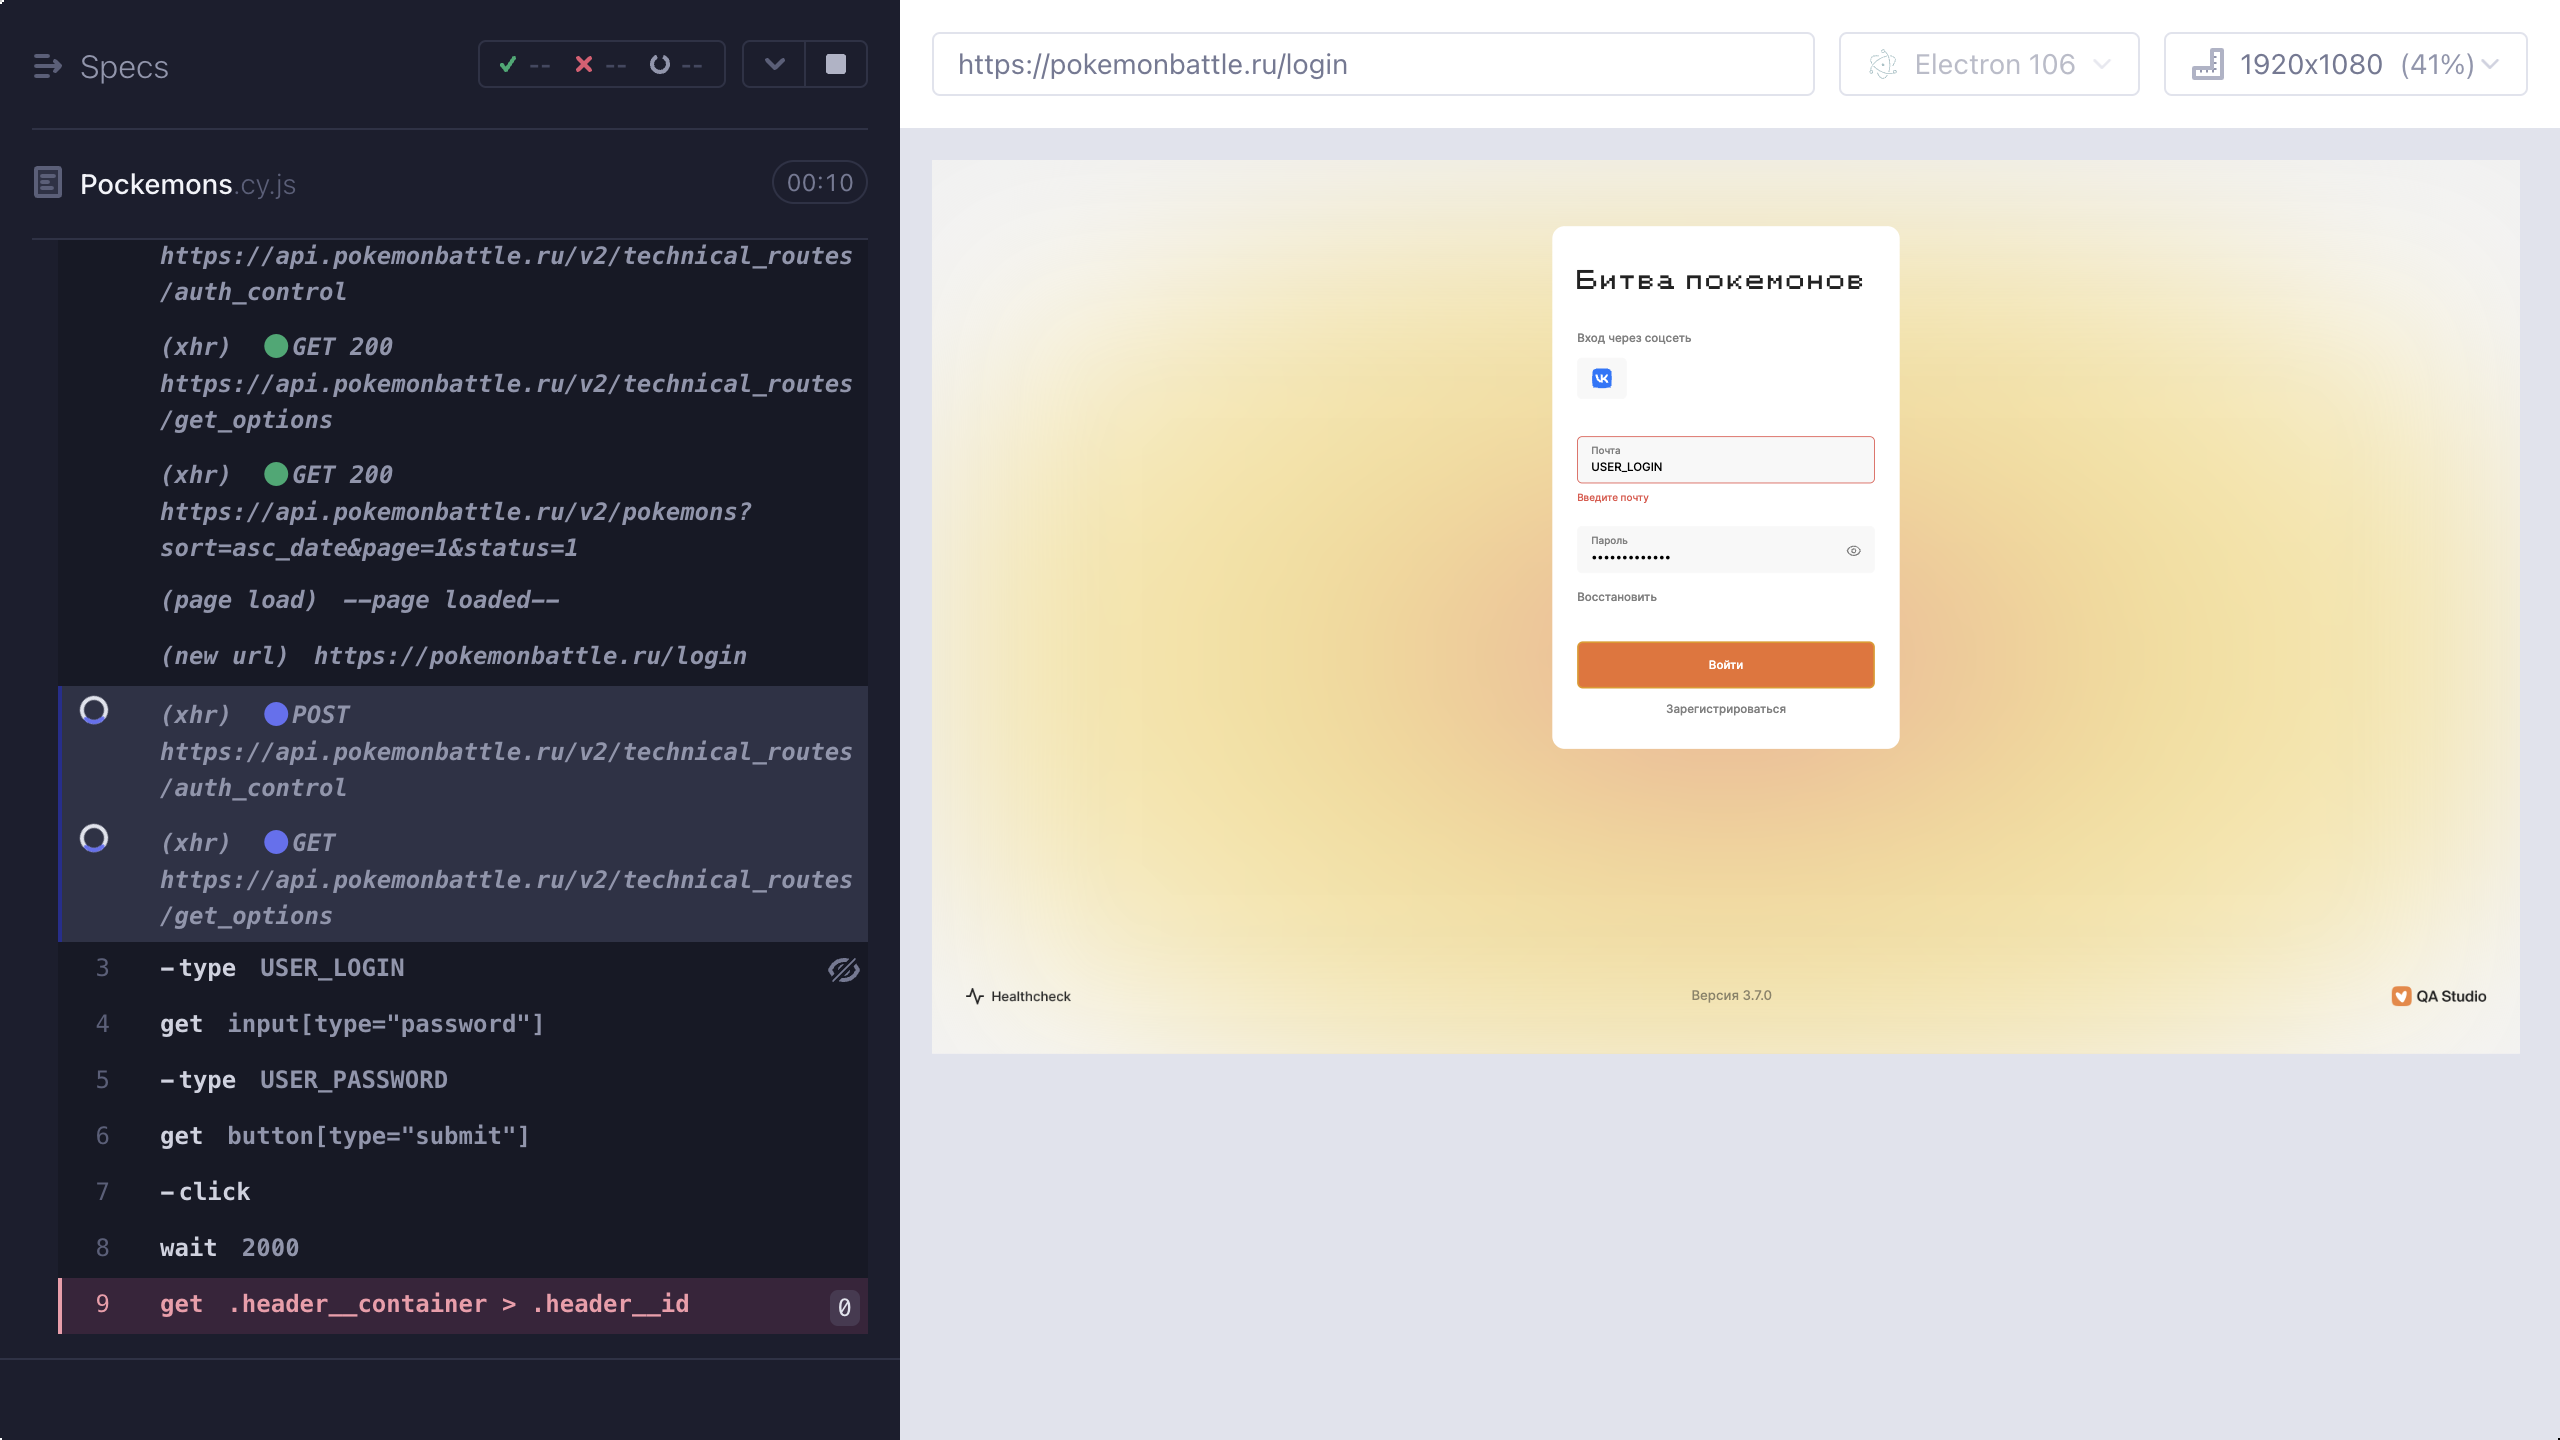 Specs
-- -- --
Pockemons.cy.js
00:10
https://api.pokemonbattle.ru/v2/technical_routes
/auth_control
(xhr) GET 200
https://api.pokemonbattle.ru/v2/technical_routes
/get_options
(xhr) GET 200
https://api.pokemonbattle.ru/v2/pokemons?
sort=asc_date&page=1&status=1
(page load) --page loaded--
(new url) https://pokemonbattle.ru/login
(xhr) POST
https://api.pokemonbattle.ru/v2/technical_routes
/auth_control
(xhr) GET
https://api.pokemonbattle.ru/v2/technical_routes
/get_options
3 -type USER_LOGIN
4 get input[type="password"]
5 -type USER_PASSWORD
6 get button[type="submit"]
7 -click
8 wait 2000
9 get .header__container > .header__id 0
https://pokemonbattle.ru/login
Electron 106
1920x1080 (41%)
Битва покемонов
Вход через соцсеть
Почта
USER_LOGIN
Введите почту
Пароль
•••••••••••••
Восстановить
Войти
Зарегистрироваться
Healthcheck
Версия 3.7.0
QA Studio